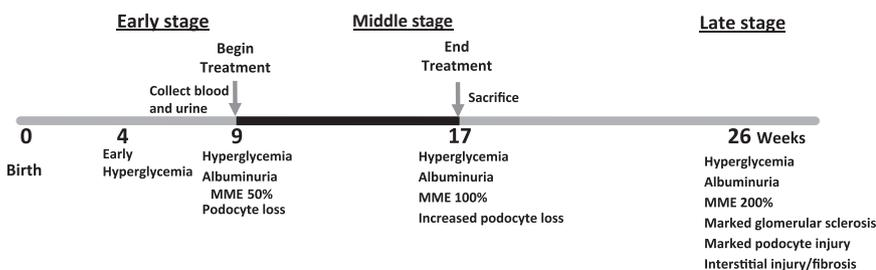 Early stage
Middle stage
Late stage
Begin
Treatment
End
Treatment
Collect blood
and urine
Sacrifice
0
4
9
17
26 Weeks
Birth
Early
Hyperglycemia
Hyperglycemia
Albuminuria
MME 50%
Podocyte loss
Hyperglycemia
Albuminuria
MME 100%
Increased podocyte loss
Hyperglycemia
Albuminuria
MME 200%
Marked glomerular sclerosis
Marked podocyte injury
Interstitial injury/fibrosis